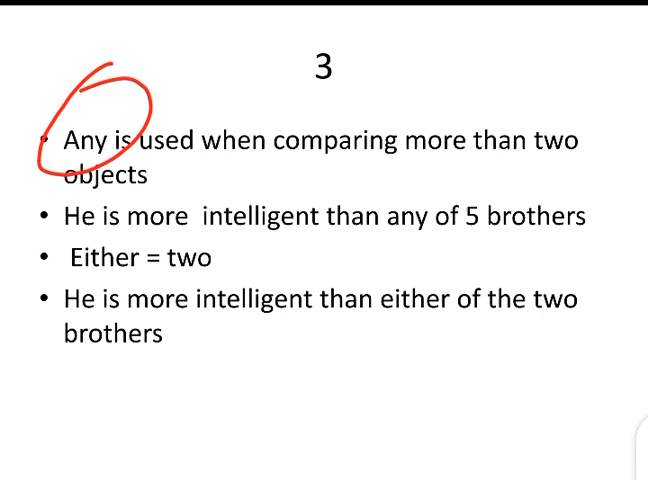 3
• Any is used when comparing more than two
objects
• He is more intelligent than any of 5 brothers
• Either = two
• He is more intelligent than either of the two
brothers